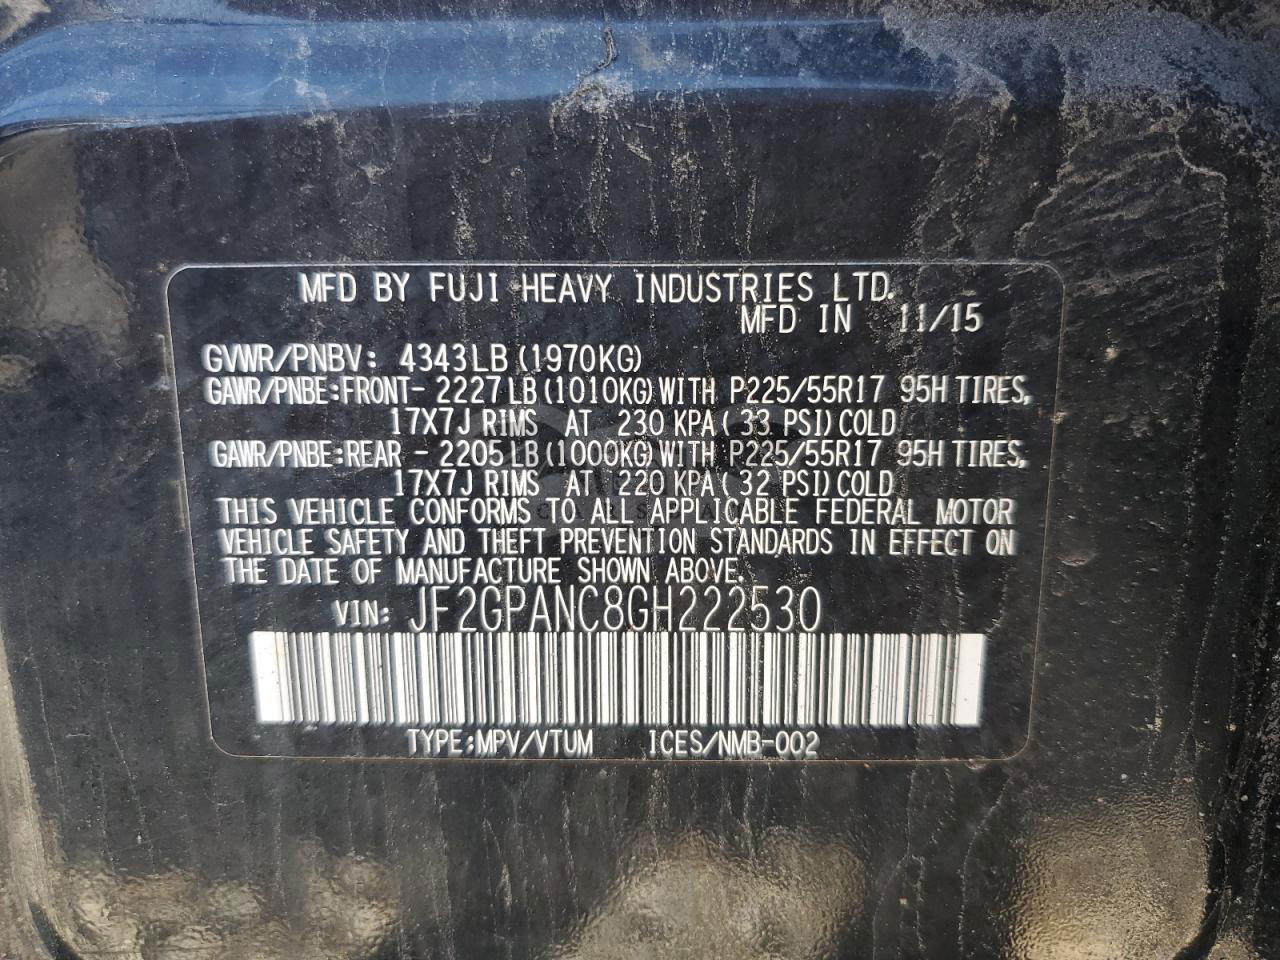 MFD BY FUJI HEAVY INDUSTRIES LTD.
MFD IN 11/15
GVWR/PNBV: 4343LB(1970KG)
GAWR/PNBE:FRONT- 2227LB(1010KG)WITH P225/55R17 95H TIRES,
17X7J RIMS AT 230 KPA(33 PSI)COLD
GAWR/PNBE:REAR - 2205LB(1000KG)WITH P225/55R17 95H TIRES,
17X7J RIMS AT 220 KPA(32 PSI)COLD
THIS VEHICLE CONFORMS TO ALL APPLICABLE FEDERAL MOTOR
VEHICLE SAFETY AND THEFT PREVENTION STANDARDS IN EFFECT ON
THE DATE OF MANUFACTURE SHOWN ABOVE.
VIN: JF2GPANC8GH222530
TYPE:MPV/VTUM ICES/NMB-002